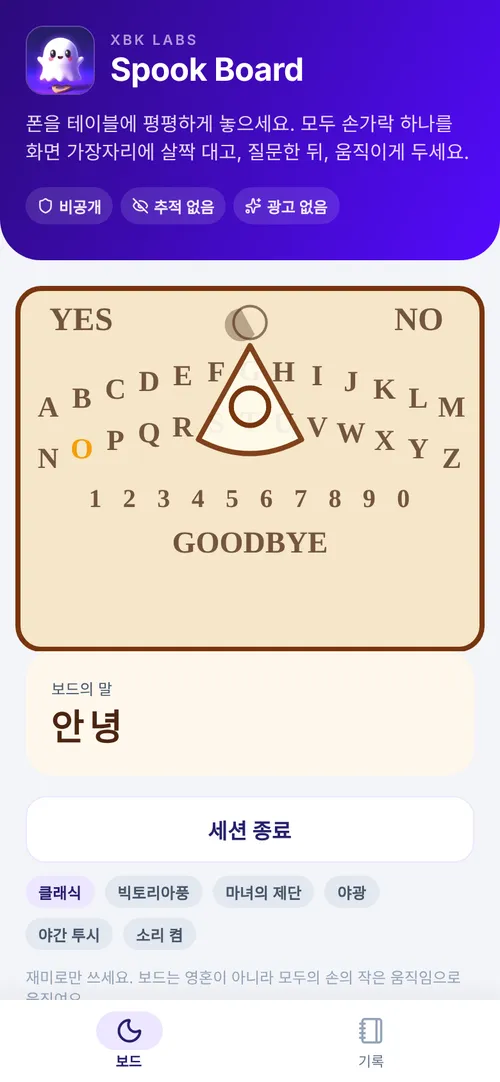 XBK LABS
Spook Board
폰을 테이블에 평평하게 놓으세요. 모두 손가락 하나를
화면 가장자리에 살짝 대고, 질문한 뒤, 움직이게 두세요.
비공개 추적 없음 광고 없음
YES NO
A B C D E F G H I J K L M
N O P Q R S T U V W X Y Z
1 2 3 4 5 6 7 8 9 0
GOODBYE
보드의 말
안녕
세션 종료
클래식 빅토리아풍 마녀의 제단 야광
야간 투시 소리 켬
재미로만 쓰세요. 보드는 영혼이 아니라 모두의 손의 작은 움직임으로
움직여요.
보드 기록